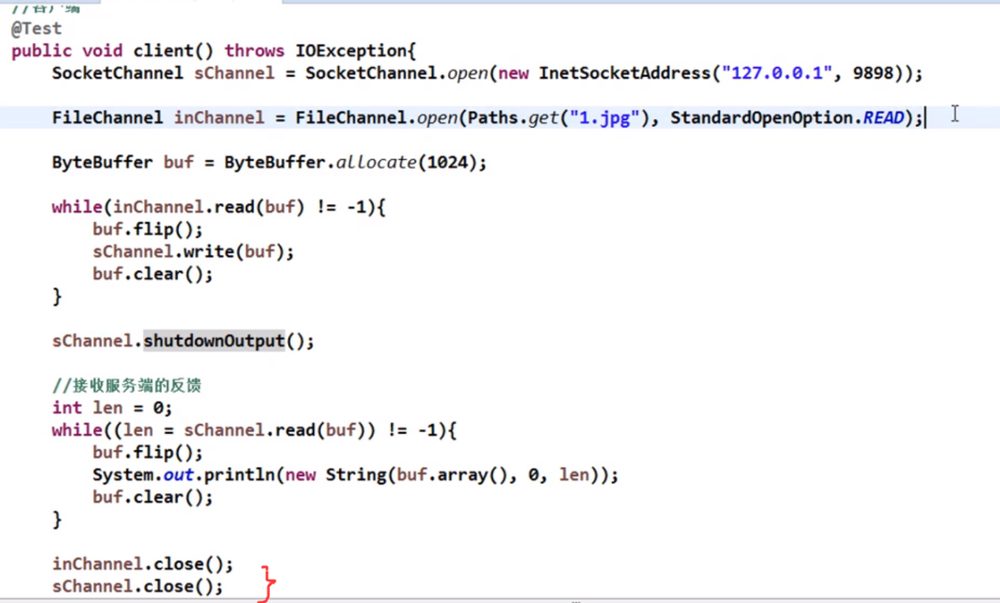 //客户端
@Test
public void client() throws IOException{
SocketChannel sChannel = SocketChannel.open(new InetSocketAddress("127.0.0.1", 9898));
FileChannel inChannel = FileChannel.open(Paths.get("1.jpg"), StandardOpenOption.READ);
ByteBuffer buf = ByteBuffer.allocate(1024);
while(inChannel.read(buf) != -1){
buf.flip();
sChannel.write(buf);
buf.clear();
}
sChannel.shutdownOutput();
//接收服务端的反馈
int len = 0;
while((len = sChannel.read(buf)) != -1){
buf.flip();
System.out.println(new String(buf.array(), 0, len));
buf.clear();
}
inChannel.close();
sChannel.close();
}